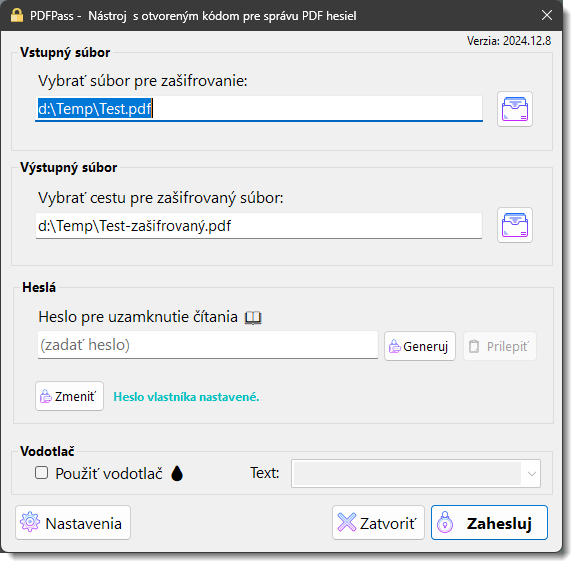 PDFPass - Nástroj s otvoreným kódom pre správu PDF hesiel
Verzia: 2024.12.8
Vstupný súbor
Vybrať súbor pre zašifrovanie:
d:\Temp\Test.pdf
Výstupný súbor
Vybrať cestu pre zašifrovaný súbor:
d:\Temp\Test-zašifrovaný.pdf
Heslá
Heslo pre uzamknutie čítania
(zadať heslo)
Generuj
Prilepiť
Zmeniť
Heslo vlastníka nastavené.
Vodotlač
Použiť vodotlač
Text:
Nastavenia
Zatvoriť
Zahesluj